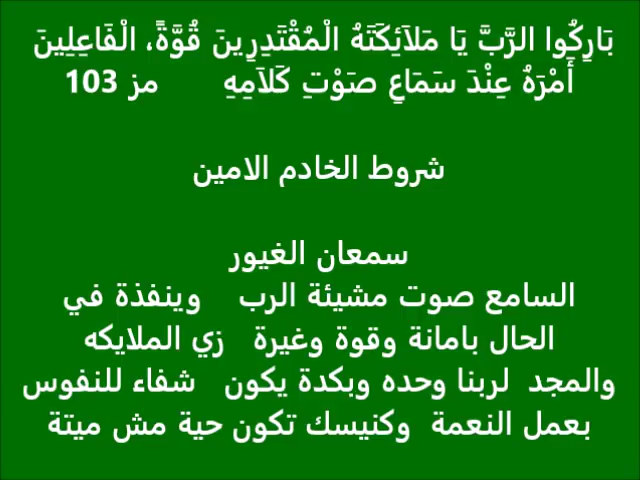 بَارِكُوا الرَّبَّ يَا مَلاَئِكَتَهُ الْمُقْتَدِرِينَ قُوَّةً، الْفَاعِلِينَ
أَمْرَهُ عِنْدَ سَمَاعِ صَوْتِ كَلاَمِهِ مز 103
شروط الخادم الامين
سمعان الغيور
السامع صوت مشيئة الرب وينفذة في
الحال بامانة وقوة وغيرة زي الملايكه
والمجد لربنا وحده وبكدة يكون شفاء للنفوس
بعمل النعمة وكنيسك تكون حية مش ميتة